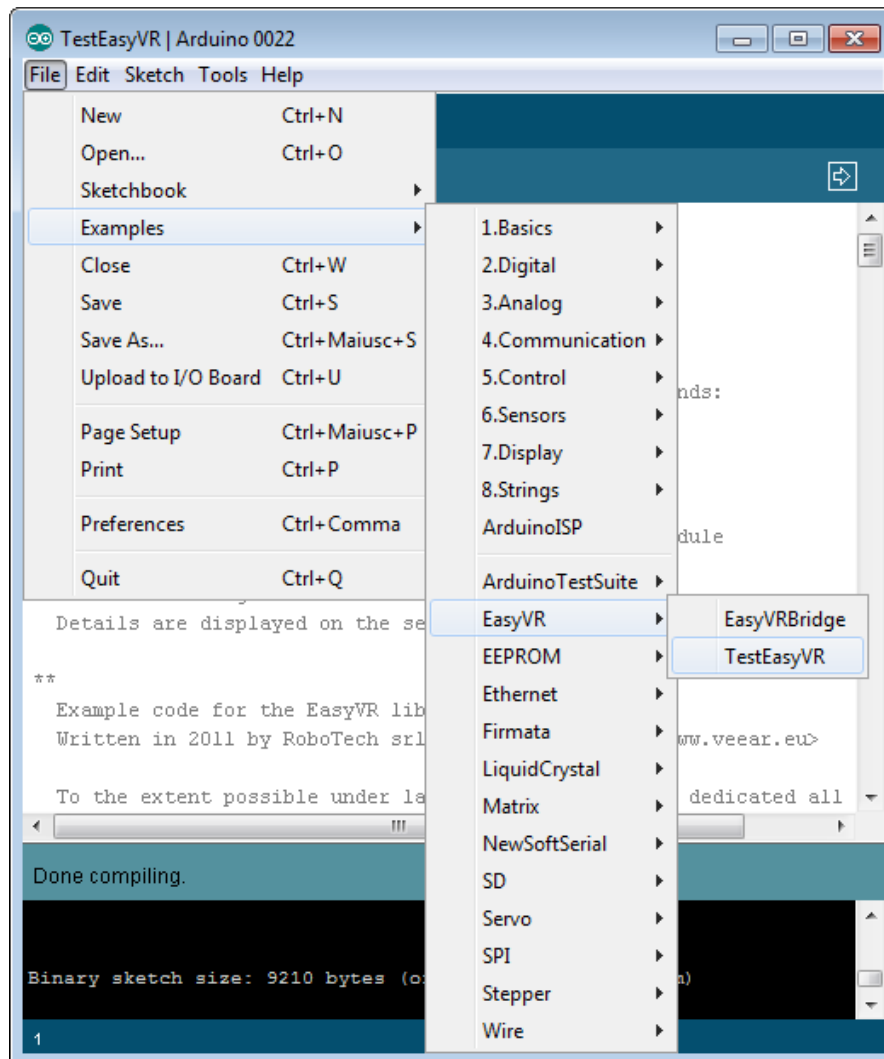 TestEasyVR | Arduino 0022
File Edit Sketch Tools Help
New Ctrl+N
Open... Ctrl+O
Sketchbook
Examples
Close Ctrl+W
Save Ctrl+S
Save As... Ctrl+Maiusc+S
Upload to I/O Board Ctrl+U
Page Setup Ctrl+Maiusc+P
Print Ctrl+P
Preferences Ctrl+Comma
Quit Ctrl+Q
1.Basics
2.Digital
3.Analog
4.Communication
5.Control
6.Sensors
7.Display
8.Strings
ArduinoISP
ArduinoTestSuite
EasyVR
EEPROM
Ethernet
Firmata
LiquidCrystal
Matrix
NewSoftSerial
SD
Servo
SPI
Stepper
Wire
EasyVRBridge
TestEasyVR
nds:
dule
Details are displayed on the se
**
Example code for the EasyVR lib
Written in 2011 by RoboTech srl ww.veear.eu>
To the extent possible under la dedicated all
Done compiling.
Binary sketch size: 9210 bytes (o
1